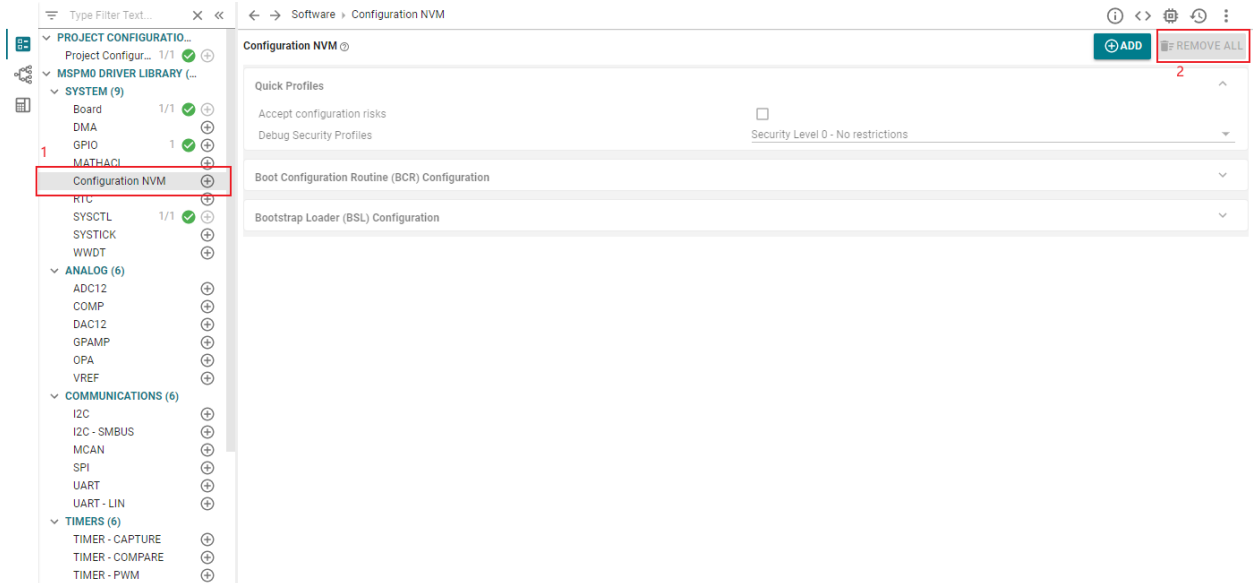 Type Filter Text...
Software › Configuration NVM
PROJECT CONFIGURATIO...
Project Configur... 1/1
MSPM0 DRIVER LIBRARY (...
SYSTEM (9)
Board 1/1
DMA
GPIO 1
1
MATHACL
Configuration NVM
RTC
SYSCTL 1/1
SYSTICK
WWDT
ANALOG (6)
ADC12
COMP
DAC12
GPAMP
OPA
VREF
COMMUNICATIONS (6)
I2C
I2C - SMBUS
MCAN
SPI
UART
UART - LIN
TIMERS (6)
TIMER - CAPTURE
TIMER - COMPARE
TIMER - PWM
Configuration NVM
ADD
REMOVE ALL
2
Quick Profiles
Accept configuration risks
Debug Security Profiles Security Level 0 - No restrictions
Boot Configuration Routine (BCR) Configuration
Bootstrap Loader (BSL) Configuration